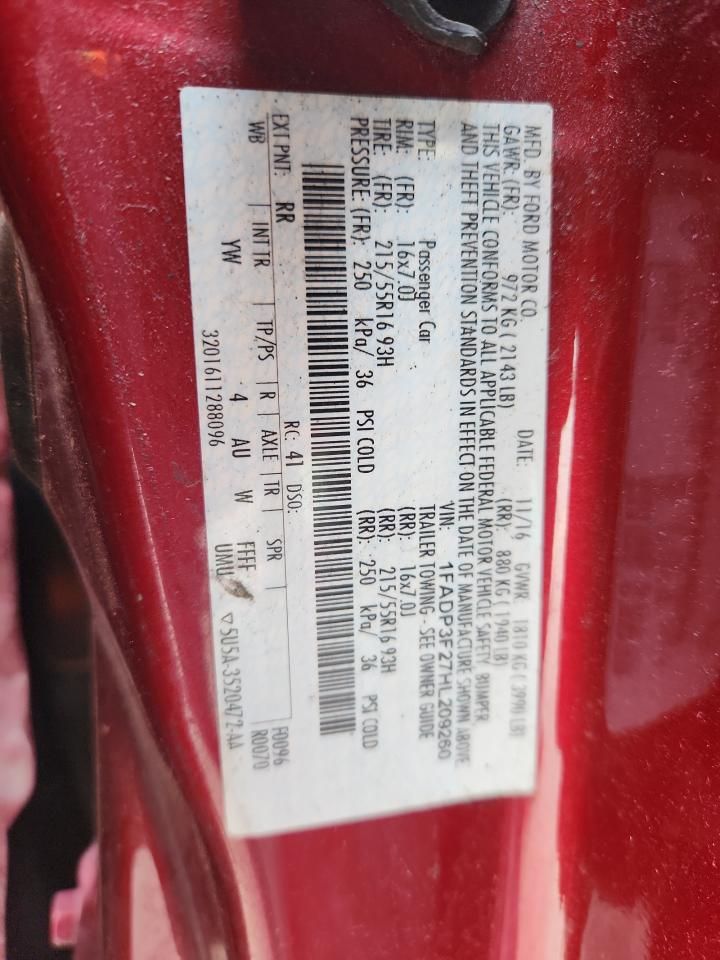 MFD. BY FORD MOTOR CO.
DATE: 11/16 GVWR: 1810 KG ( 3990 LB)
GAWR: (FR): 972 KG ( 2143 LB) (RR): 880 KG ( 1940 LB)
THIS VEHICLE CONFORMS TO ALL APPLICABLE FEDERAL MOTOR VEHICLE SAFETY, BUMPER
AND THEFT PREVENTION STANDARDS IN EFFECT ON THE DATE OF MANUFACTURE SHOWN ABOVE
VIN: 1FADP3F27HL209260
TYPE: Passenger Car TRAILER TOWING - SEE OWNER GUIDE
RIM: (FR): 16x7.0J (RR): 16x7.0J
TIRE: (FR): 215/55R16 93H (RR): 215/55R16 93H
PRESSURE: (FR): 250 kPa/ 36 PSI COLD (RR): 250 kPa/ 36 PSI COLD
EXT PNT: RR RC: 41 DSO: F0096
WB INT TR TP/PS R AXLE TR SPR R0070
YW 4 AU W FFFF
3201611288096 UMU ▽5U5A-3520472-AA